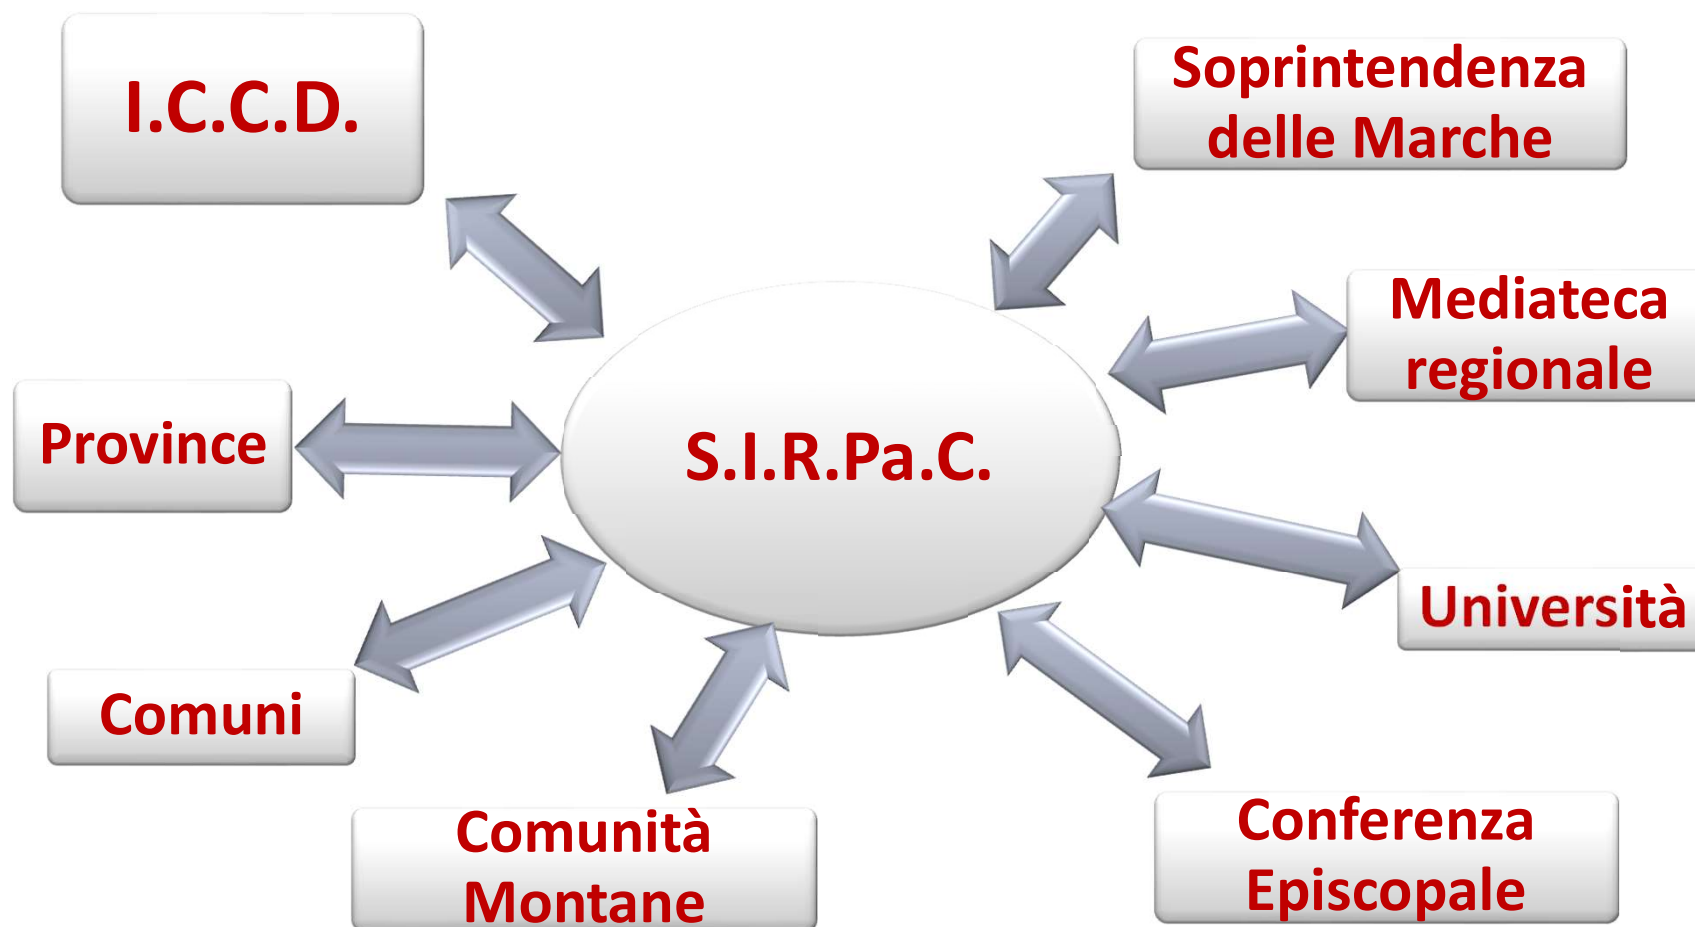 I.C.C.D.
Soprintendenza
delle Marche
Mediateca
regionale
Province
S.I.R.Pa.C.
Università
Comuni
Comunità
Montane
Conferenza
Episcopale